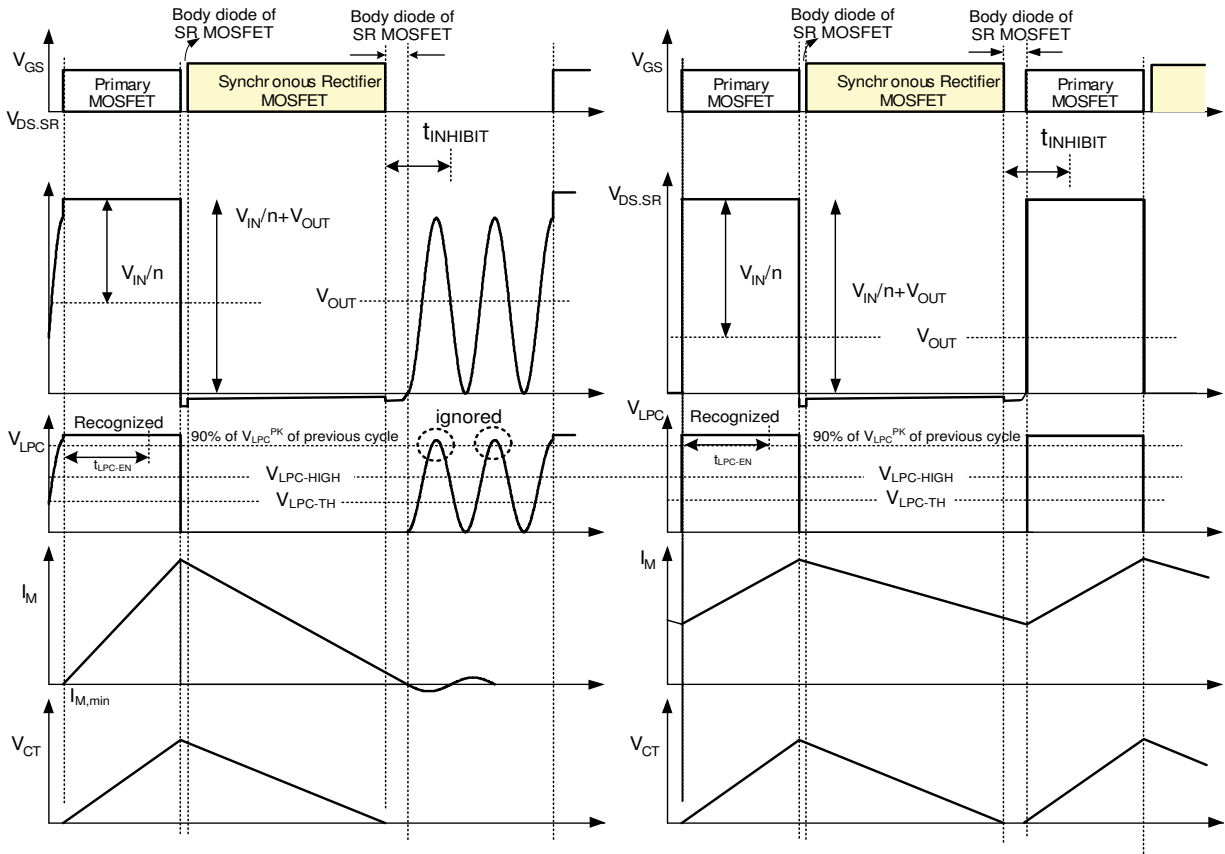 Body diode of
SR MOSFET
Body diode of
SR MOSFET
VGS
Primary
MOSFET
Synchronous Rectifier
MOSFET
VDS.SR
tINHIBIT
VIN/n
VIN/n+VOUT
VOUT
VLPC
Recognized
tLPC-EN
90% of VLPCPK of previous cycle
ignored
VLPC-HIGH
VLPC-TH
IM
IM,min
VCT
Body diode of
SR MOSFET
Body diode of
SR MOSFET
VGS
Primary
MOSFET
Synchronous Rectifier
MOSFET
Primary
MOSFET
tINHIBIT
VDS.SR
VIN/n
VIN/n+VOUT
VOUT
VLPC
Recognized
tLPC-EN
90% of VLPCPK of previous cycle
VLPC-HIGH
VLPC-TH
IM
VCT